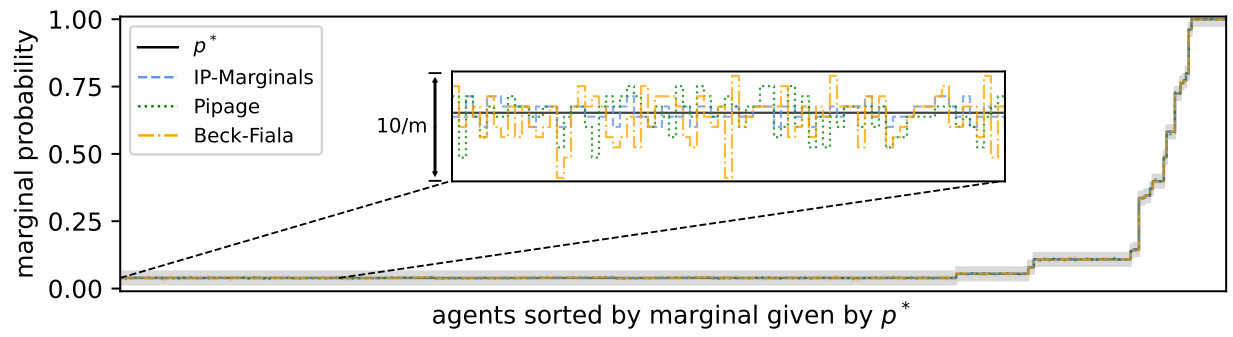 marginal probability
1.00
0.75
0.50
0.25
0.00
p*
IP-Marginals
Pipage
Beck-Fiala
10/m
agents sorted by marginal given by p*